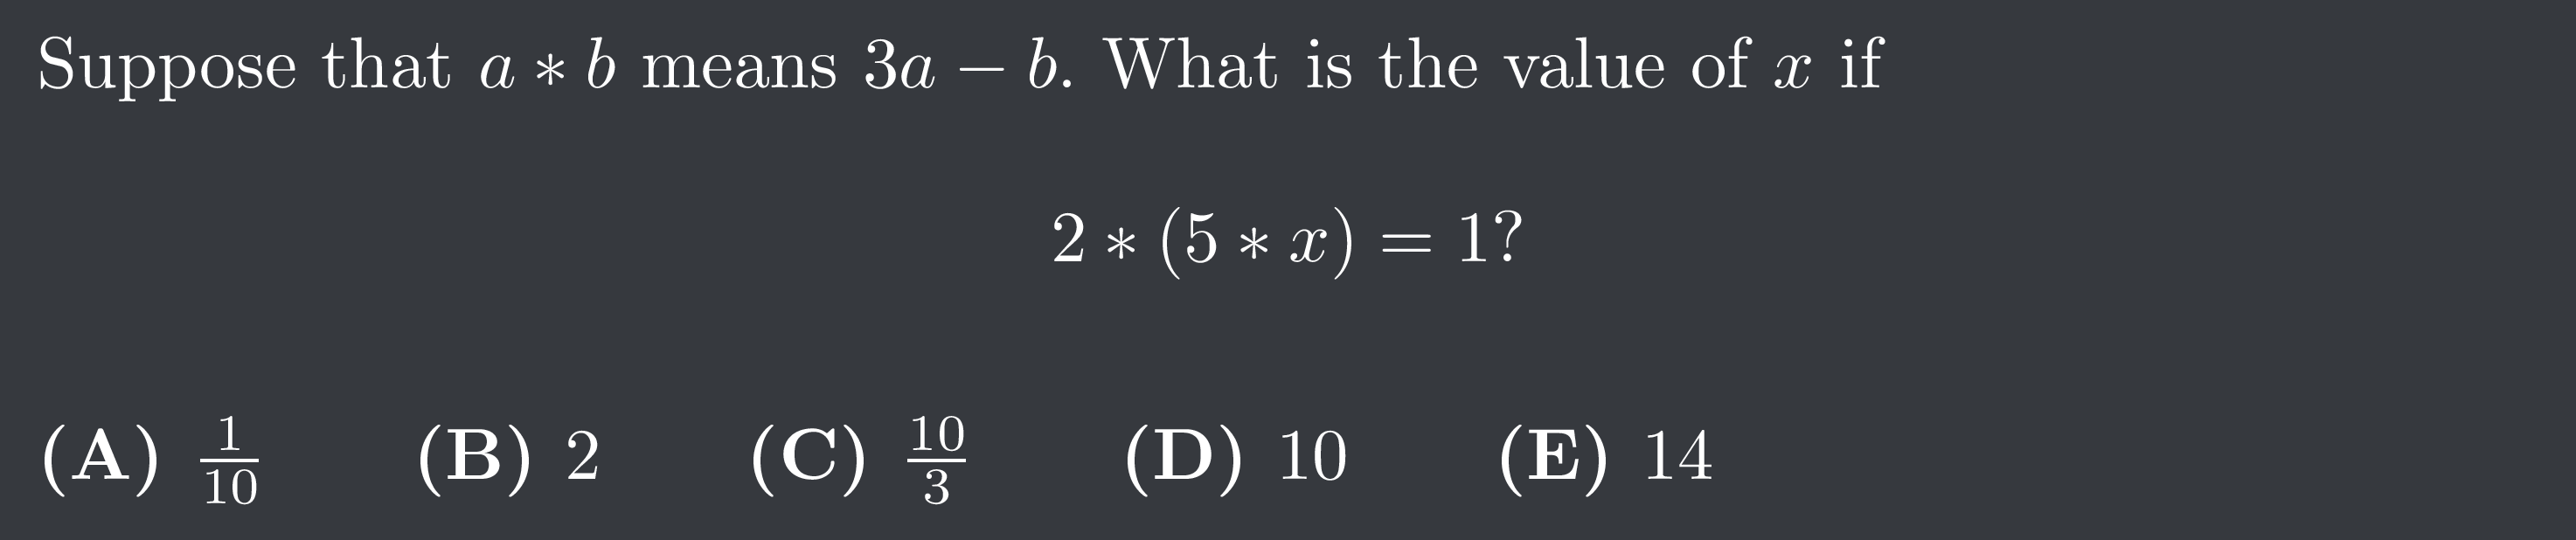 Suppose that a * b means 3a − b. What is the value of x if
2 * (5 * x) = 1?
(A) 1/10 (B) 2 (C) 10/3 (D) 10 (E) 14